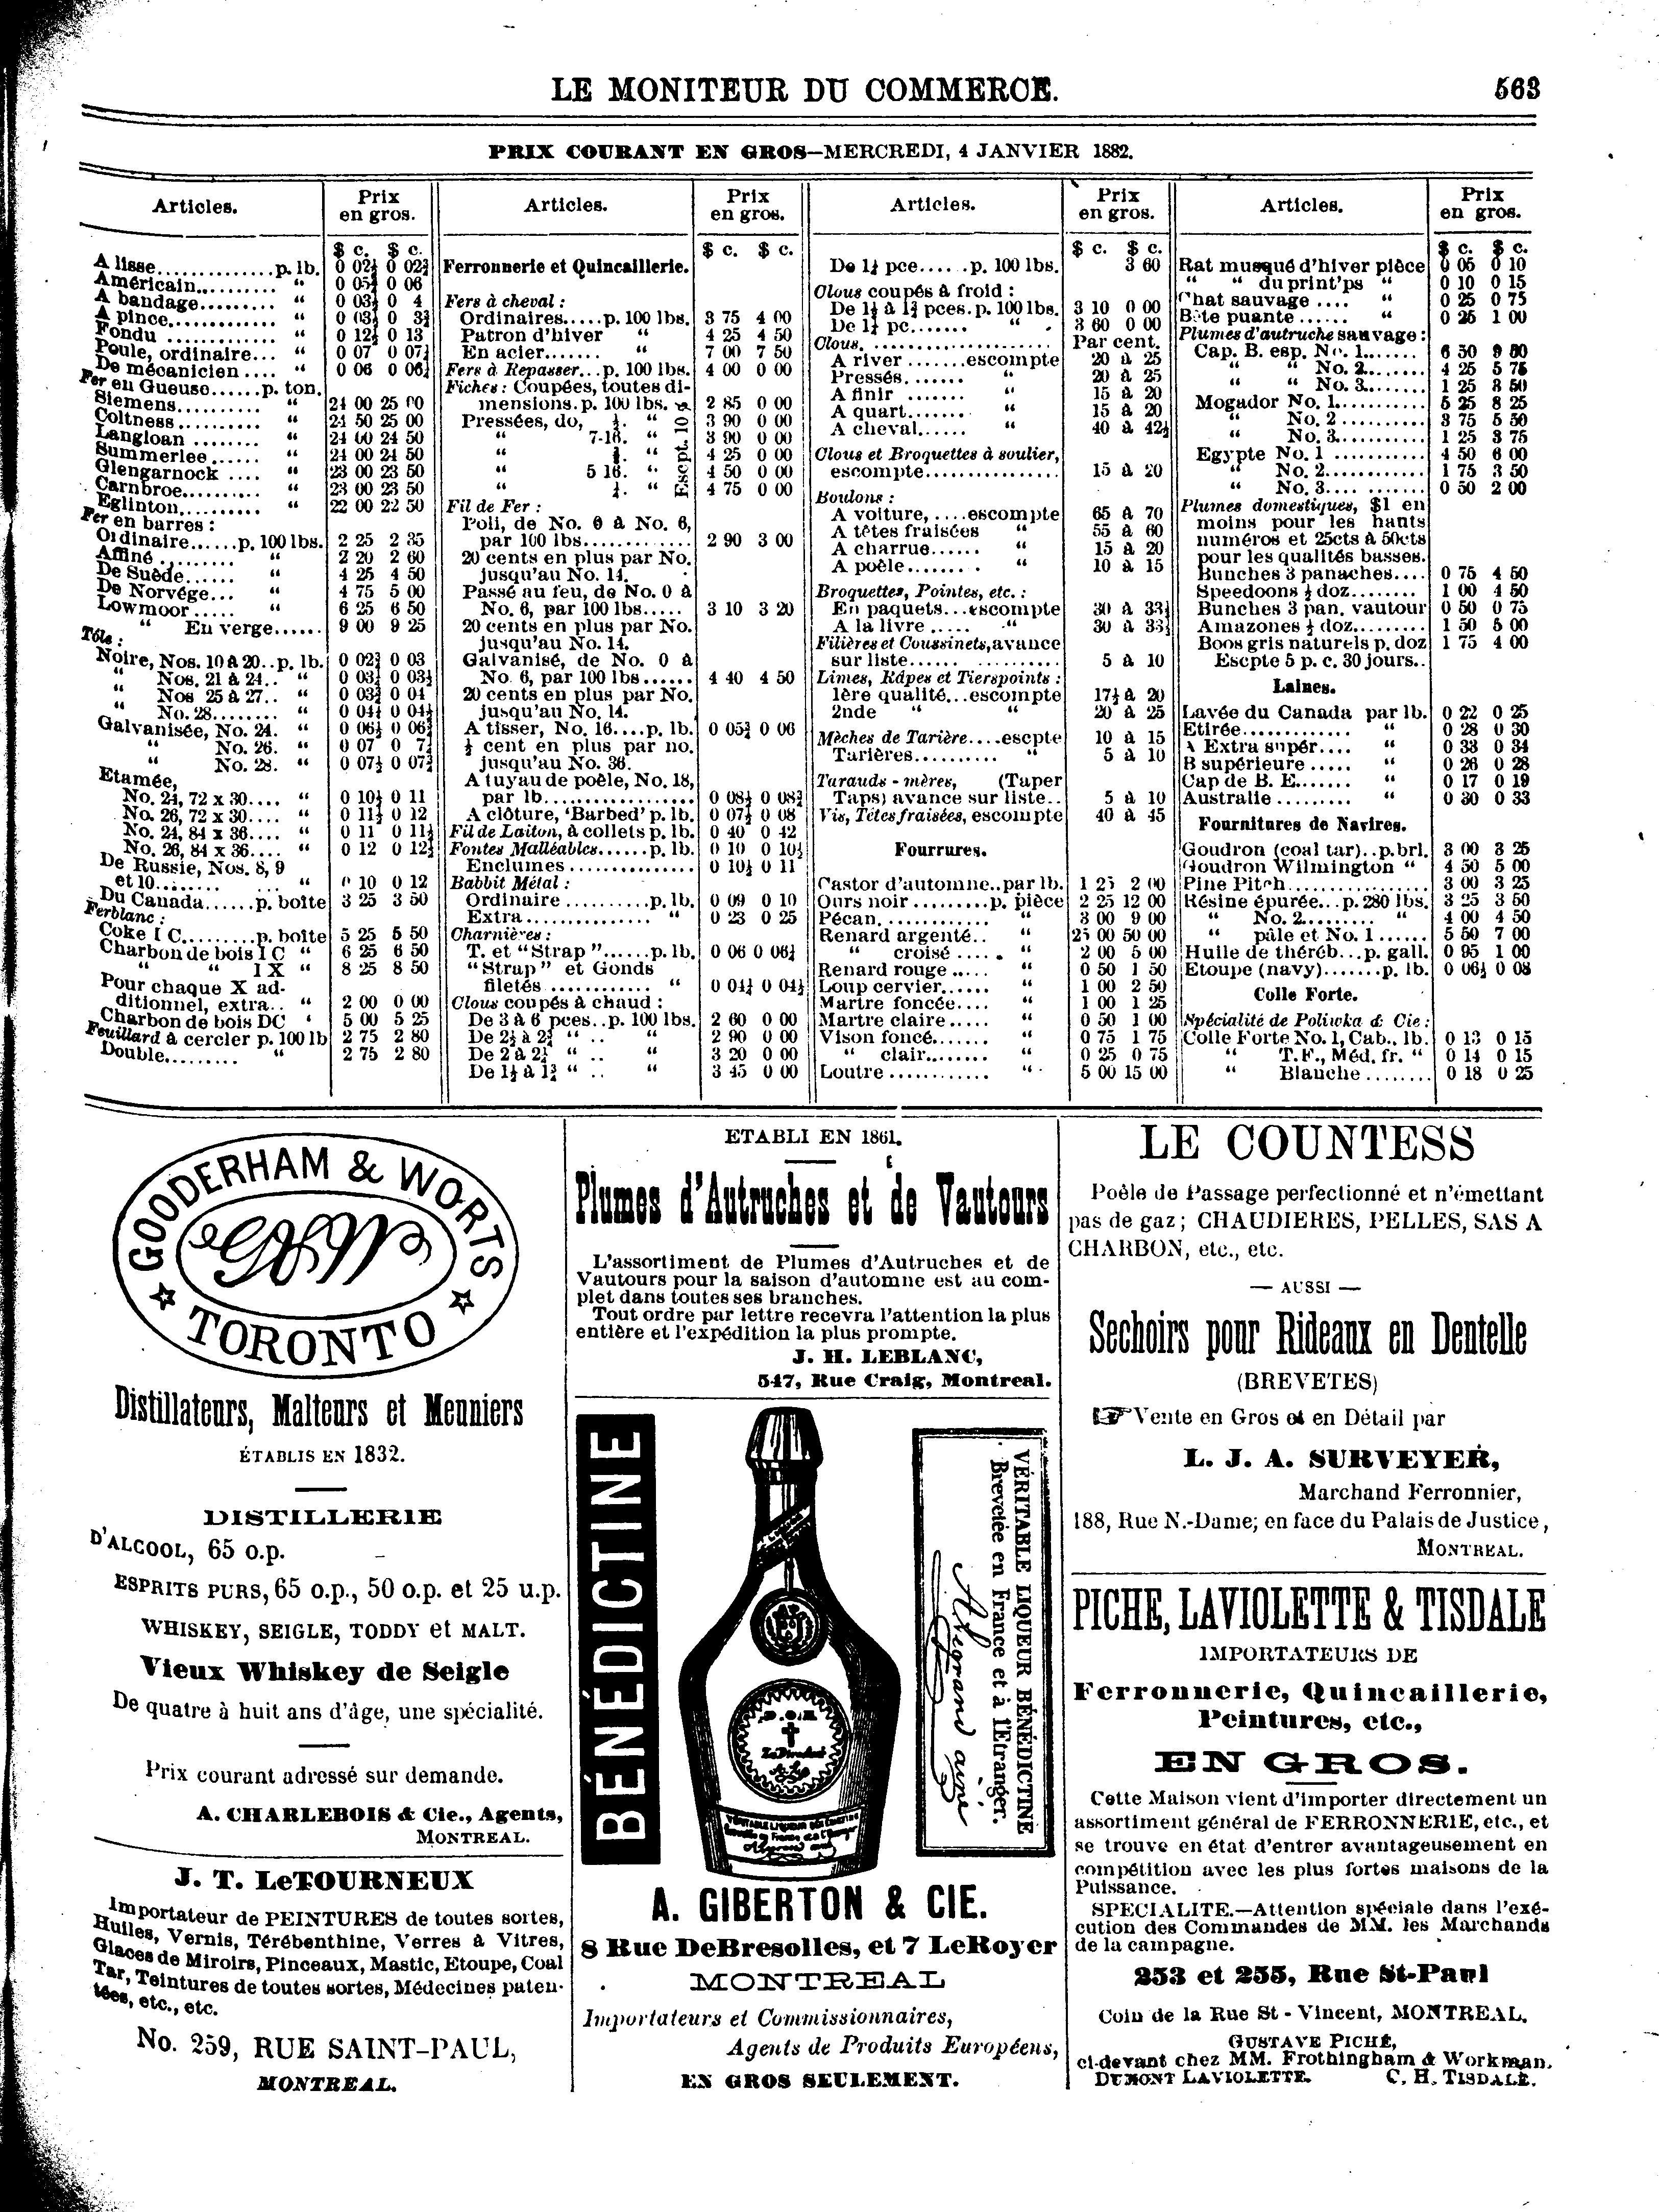 LE MONITEUR DU COMMERCE.
563
PRIX COURANT EN GROS—MERCREDI, 4 JANVIER 1882.
Articles.
Prix en gros.
$ c. $ c.
A lisse..............p. lb. 0 02½ 0 02¾
Américain........... “ 0 05½ 0 06
A bandage......... “ 0 03½ 0 4
A pince............. “ 0 03½ 0 3¾
Fondu ............. “ 0 12½ 0 13
Poule, ordinaire... “ 0 07 0 07½
De mécanicien .... “ 0 06 0 06½
Fer en Gueuse......p. ton.
Siemens.......... “ 24 00 25 00
Coltness.......... “ 24 50 25 00
Langloan ........ “ 24 00 24 50
Summerlee...... “ 24 00 24 50
Glengarnock .... “ 23 00 23 50
Carnbroe.......... “ 23 00 23 50
Eglinton.......... “ 22 00 22 50
Fer en barres :
Ordinaire......p. 100 lbs. 2 25 2 35
Affiné ......... “ 2 20 2 60
De Suède...... “ 4 25 4 50
De Norvége... “ 4 75 5 00
Lowmoor..... “ 6 25 6 50
“ En verge...... 9 00 9 25
Tôle :
Noire, Nos. 10 à 20..p. lb. 0 02¾ 0 03
“ Nos. 21 à 24.. “ 0 03½ 0 03½
“ Nos 25 à 27.. “ 0 03¾ 0 04
“ No. 28........ “ 0 04¼ 0 04½
Galvanisée, No. 24. “ 0 06½ 0 06¾
“ No. 26. “ 0 07 0 7½
“ No. 28. “ 0 07½ 0 07¾
Etamée,
No. 24, 72 x 30.... “ 0 10½ 0 11
No. 26, 72 x 30.... “ 0 11½ 0 12
No. 24, 84 x 36.... “ 0 11 0 11½
No. 26, 84 x 36.... “ 0 12 0 12½
De Russie, Nos. 8, 9
et 10........ ... “ 0 10 0 12
Du Canada......p. boîte 3 25 3 50
Ferblanc :
Coke I C.........p. boîte 5 25 5 50
Charbon de bois I C “ 6 25 6 50
“ “ 1 X “ 8 25 8 50
Pour chaque X ad-
ditionnel, extra.. “ 2 00 0 00
Charbon de bois DC ‘ 5 00 5 25
Feuillard à cercler p. 100 lb 2 75 2 80
Double......... “ 2 75 2 80
Articles.
Prix en gros.
$ c. $ c.
Ferronnerie et Quincaillerie.
Fers à cheval :
Ordinaires.....p. 100 lbs. 3 75 4 00
Patron d'hiver “ 4 25 4 50
En acier....... “ 7 00 7 50
Fers à Repasser...p. 100 lbs. 4 00 0 00
Fiches : Coupées, toutes di-
mensions. p. 100 lbs. 2 85 0 00
Pressées, do, “ 3 90 0 00
“ 7-16. “ 3 90 0 00
“ “ 4 25 0 00
“ 5 16. “ 4 50 0 00
“ ¼. “ 4 75 0 00
Escpt. 10
Fil de Fer :
Poli, de No. 0 à No. 6,
par 100 lbs............. 2 90 3 00
20 cents en plus par No.
jusqu'au No. 14.
Passé au feu, de No. 0 à
No. 6, par 100 lbs..... 3 10 3 20
20 cents en plus par No.
jusqu'au No. 14.
Galvanisé, de No. 0 à
No. 6, par 100 lbs...... 4 40 4 50
20 cents en plus par No.
jusqu'au No. 14.
A tisser, No. 16....p. lb. 0 05¾ 0 06
½ cent en plus par no.
jusqu'au No. 36.
A tuyau de poêle, No. 18,
par lb.................. 0 08½ 0 08¾
A clôture, ‘Barbed’ p. lb. 0 07½ 0 08
Fil de Laiton, à collets p. lb. 0 40 0 42
Fontes Malléables......p. lb. 0 10 0 10½
Enclumes............... 0 10½ 0 11
Babbit Métal :
Ordinaire ..........p. lb. 0 09 0 10
Extra............... “ 0 23 0 25
Charnières :
T. et “Strap”......p. lb. 0 06 0 06½
“Strap” et Gonds
filetés ............ “ 0 04½ 0 04½
Clous coupés à chaud :
De 3 à 6 pces..p. 100 lbs. 2 60 0 00
De 2½ à 2¾ “ .. “ 2 90 0 00
De 2 à 2¼ “ .. “ 3 20 0 00
De 1½ à 1¾ “ .. “ 3 45 0 00
Articles.
Prix en gros.
$ c. $ c.
De 1¼ pce......p. 100 lbs. 3 60
Clous coupés à froid :
De 1½ à 1¾ pces. p. 100 lbs. 3 10 0 00
De 1¼ pc....... “ 3 60 0 00
Clous. ..................... Par cent.
A river .......escompte 20 à 25
Pressés. ...... “ 20 à 25
A finir ....... “ 15 à 20
A quart....... “ 15 à 20
A cheval...... “ 40 à 42½
Clous et Broquettes à soulier,
escompte............... 15 à 20
Boulons :
A voiture, ....escompte 65 à 70
A têtes fraisées “ 55 à 60
A charrue...... “ 15 à 20
A poêle....... . “ 10 à 15
Broquettes, Pointes, etc. :
En paquets...escompte 30 à 33½
A la livre ..... “ 30 à 33½
Filières et Coussinets, avance
sur liste...... .......... 5 à 10
Limes, Râpes et Tierspoints :
1ère qualité...escompte 17½ à 20
2nde “ “ 20 à 25
Mèches de Tarière....escpte 10 à 15
Tarières.......... “ 5 à 10
Tarauds - mères, (Taper
Taps) avance sur liste.. 5 à 10
Vis, Têtes fraisées, escompte 40 à 45
Fourrures.
Castor d'automne..par lb. 1 25 2 00
Ours noir .........p. pièce 2 25 12 00
Pécan. ............ “ 3 00 9 00
Renard argenté.. “ 25 00 50 00
“ croisé .... “ 2 00 5 00
Renard rouge ..... “ 0 50 1 50
Loup cervier...... “ 1 00 2 50
Martre foncée.... “ 1 00 1 25
Martre claire..... “ 0 50 1 00
Vison foncé....... “ 0 75 1 75
“ clair........ “ 0 25 0 75
Loutre ............ “ 5 00 15 00
Articles.
Prix en gros.
$ c. $ c.
Rat musqué d'hiver pièce 0 05 0 10
“ “ du print'ps “ 0 10 0 15
Chat sauvage .... “ 0 25 0 75
Bête puante ...... “ 0 25 1 00
Plumes d'autruche sauvage :
Cap. B. esp. No. 1....... 6 50 9 50
“ “ No. 2........ 4 25 5 75
“ “ No. 3........ 1 25 3 50
Mogador No. 1.......... 5 25 8 25
“ No. 2 .......... 3 75 5 50
“ No. 3........... 1 25 3 75
Egypte No. 1 ........... 4 50 6 00
“ No. 2............ 1 75 3 50
“ No. 3.... ....... 0 50 2 00
Plumes domestiques, $1 en
moins pour les hauts
numéros et 25cts à 50cts
pour les qualités basses.
Bunches 3 panaches.... 0 75 4 50
Speedoons ½ doz........ 1 00 4 50
Bunches 3 pan. vautour 0 50 0 75
Amazones ½ doz......... 1 50 5 00
Boos gris naturels p. doz 1 75 4 00
Escpte 5 p. c. 30 jours..
Laines.
Lavée du Canada par lb. 0 22 0 25
Etirée............. “ 0 28 0 30
A Extra supér.... “ 0 33 0 34
B supérieure ..... “ 0 26 0 28
Cap de B. E....... “ 0 17 0 19
Australie ......... “ 0 30 0 33
Fournitures de Navires.
Goudron (coal tar)..p. brl. 3 00 3 25
Goudron Wilmington “ 4 50 5 00
Pine Pitch................. 3 00 3 25
Résine épurée...p. 280 lbs. 3 25 3 50
“ No. 2......... “ 4 00 4 50
“ pâle et No. 1...... 5 50 7 00
Huile de théréb...p. gall. 0 95 1 00
Etoupe (navy).......p. lb. 0 06½ 0 08
Colle Forte.
Spécialité de Poliwka & Cie :
Colle Forte No. 1, Cab., lb. 0 13 0 15
“ T.F., Méd. fr. “ 0 14 0 15
“ Blanche ........ 0 18 0 25
GOODERHAM & WORTS
G&W
TORONTO
Distillateurs, Malteurs et Meuniers
ÉTABLIS EN 1832.
DISTILLERIE
D'ALCOOL, 65 o.p.
ESPRITS PURS, 65 o.p., 50 o.p. et 25 u.p.
WHISKEY, SEIGLE, TODDY et MALT.
Vieux Whiskey de Seigle
De quatre à huit ans d'âge, une spécialité.
Prix courant adressé sur demande.
A. CHARLEBOIS & Cie., Agents,
MONTREAL.
J. T. LeTOURNEUX
Importateur de PEINTURES de toutes sortes,
Huiles, Vernis, Térébenthine, Verres à Vitres,
Glaces de Miroirs, Pinceaux, Mastic, Etoupe, Coal
Tar, Teintures de toutes sortes, Médecines paten-
tées, etc., etc.
No. 259, RUE SAINT-PAUL,
MONTREAL.
ETABLI EN 1861.
Plumes d'Autruches et de Vautours
L'assortiment de Plumes d'Autruches et de
Vautours pour la saison d'automne est au com-
plet dans toutes ses branches.
Tout ordre par lettre recevra l'attention la plus
entière et l'expédition la plus prompte.
J. H. LEBLANC,
547, Rue Craig, Montreal.
BÉNÉDICTINE
VÉRITABLE LIQUEUR BÉNÉDICTINE
Brevetée en France et à l'Etranger.
A Legrand aîné
D.O.M
VÉRITABLE LIQUEUR BÉNÉDICTINE
Brevetée en France et à l'Etranger
A Legrand aîné
A. GIBERTON & CIE.
8 Rue DeBresolles, et 7 LeRoyer
MONTREAL
Importateurs et Commissionnaires,
Agents de Produits Européens,
EN GROS SEULEMENT.
LE COUNTESS
Poêle de Passage perfectionné et n'émettant
pas de gaz ; CHAUDIERES, PELLES, SAS A
CHARBON, etc., etc.
— AUSSI —
Sechoirs pour Rideaux en Dentelle
(BREVETES)
☞ Vente en Gros et en Détail par
L. J. A. SURVEYER,
Marchand Ferronnier,
188, Rue N.-Dame; en face du Palais de Justice,
MONTREAL.
PICHE, LAVIOLETTE & TISDALE
IMPORTATEURS DE
Ferronnerie, Quincaillerie,
Peintures, etc.,
EN GROS.
Cette Maison vient d'importer directement un
assortiment général de FERRONNERIE, etc., et
se trouve en état d'entrer avantageusement en
compétition avec les plus fortes maisons de la
Puissance.
SPECIALITE.—Attention spéciale dans l'exé-
cution des Commandes de MM. les Marchands
de la campagne.
253 et 255, Rue St-Paul
Coin de la Rue St - Vincent, MONTREAL.
GUSTAVE PICHÉ,
ci-devant chez MM. Frothingham & Workman.
DUMONT LAVIOLETTE. C. H. TISDALE.